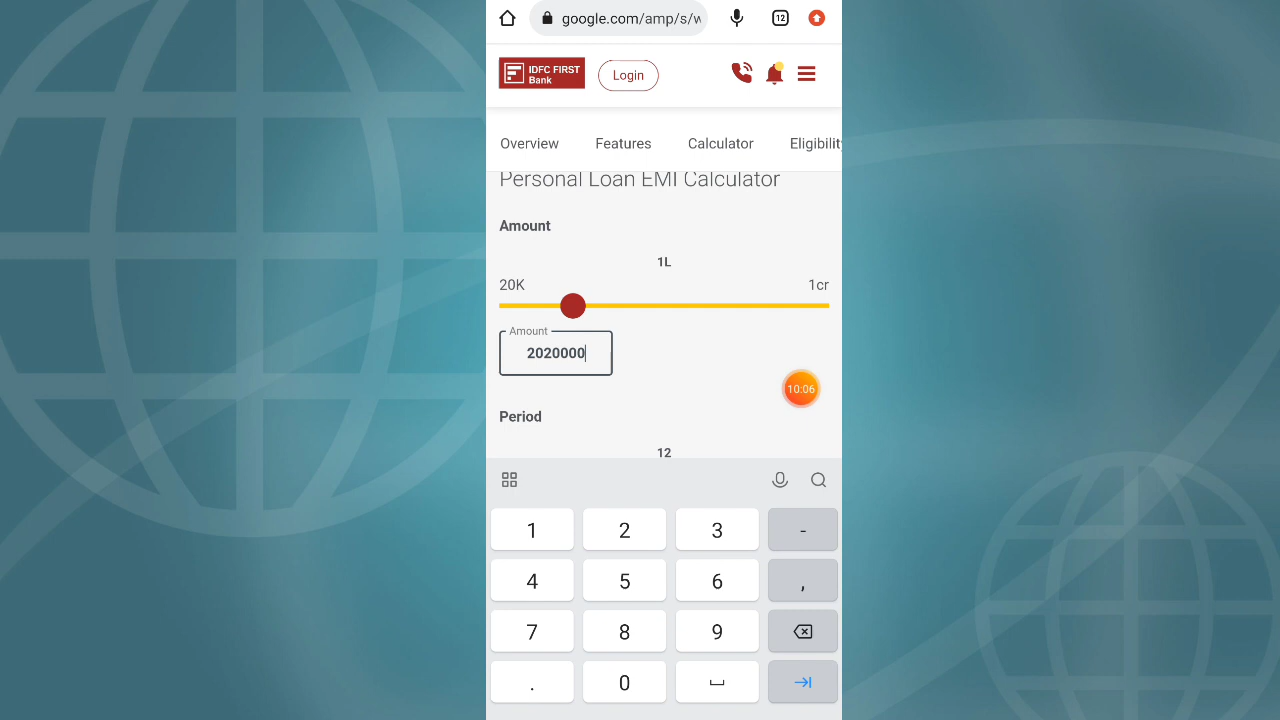 google.com/amp/s/w
12
IDFC FIRST
Bank
Login
Overview Features Calculator Eligibility
Personal Loan EMI Calculator
Amount
1L
20K 1cr
Amount
2020000
10:06
Period
12
1 2 3 -
4 5 6 ,
7 8 9
. 0